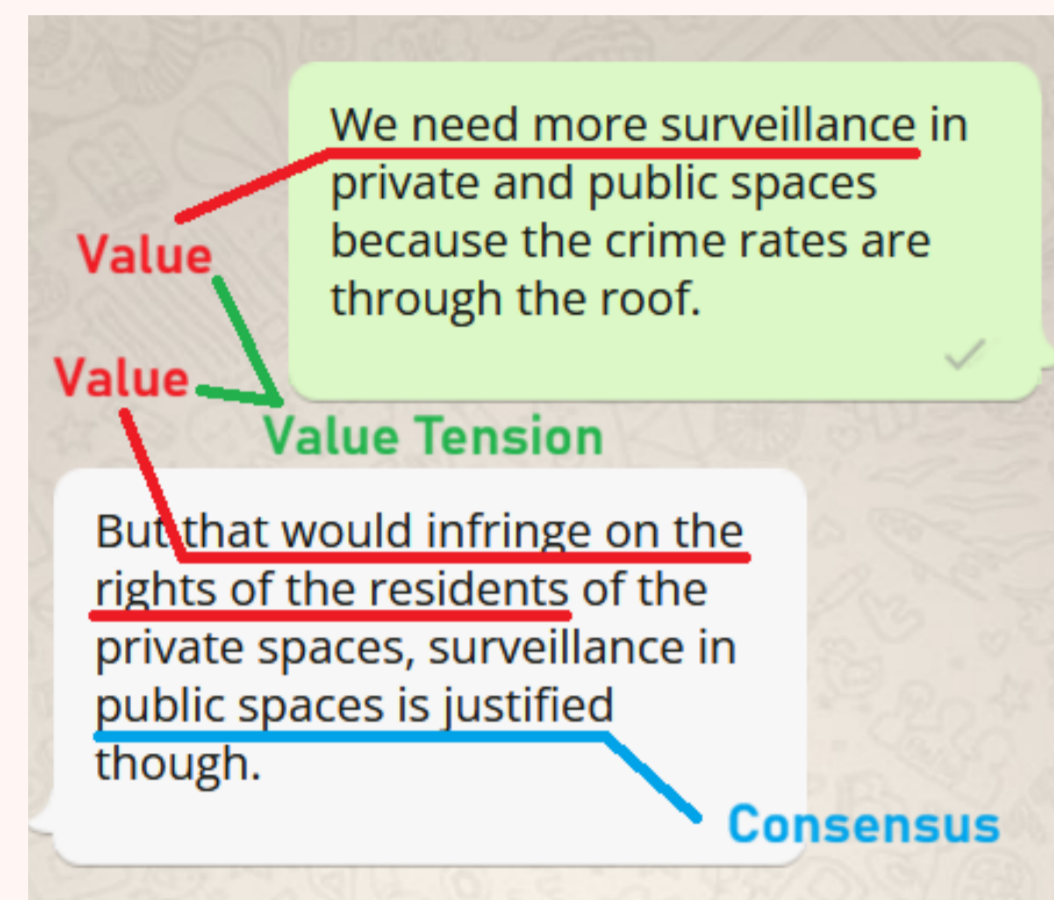 We need more surveillance in
private and public spaces
because the crime rates are
through the roof.
Value
Value
Value Tension
But that would infringe on the
rights of the residents of the
private spaces, surveillance in
public spaces is justified
though.
Consensus